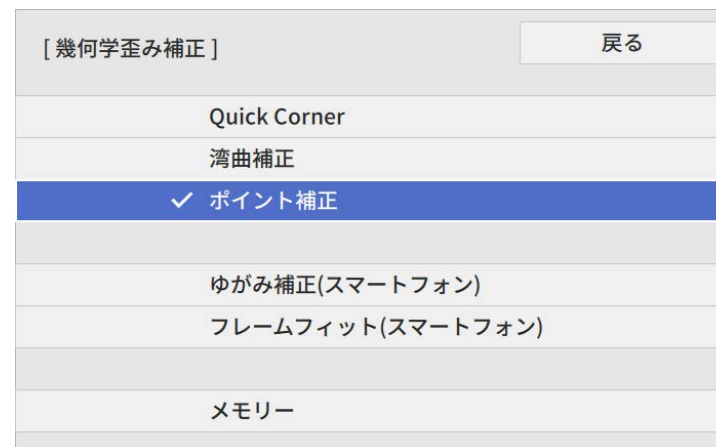 [ 幾何学歪み補正 ]
戻る
Quick Corner
湾曲補正
ポイント補正
ゆがみ補正(スマートフォン)
フレームフィット(スマートフォン)
メモリー